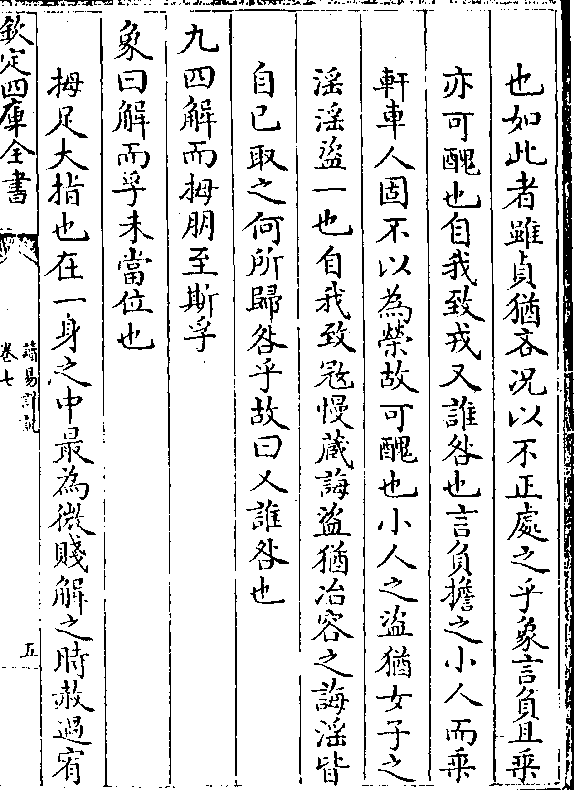 也如此者雖貞猶吝况以不正處之乎象言負且乗
亦可醜也自我致戎又誰咎也言負擔之小人而乗
軒車人固不以為榮故可醜也小人之盜猶女子之
淫淫盜一也自我致冦慢藏誨盜猶冶容之誨淫皆
自已取之何所歸咎乎故曰又誰咎也
九四解而拇朋至斯孚
象曰解而孚未當位也
拇足大指也在一身之中最為微賤解之時赦過宥
欽定四庫全書
讀易詳說
卷七
五